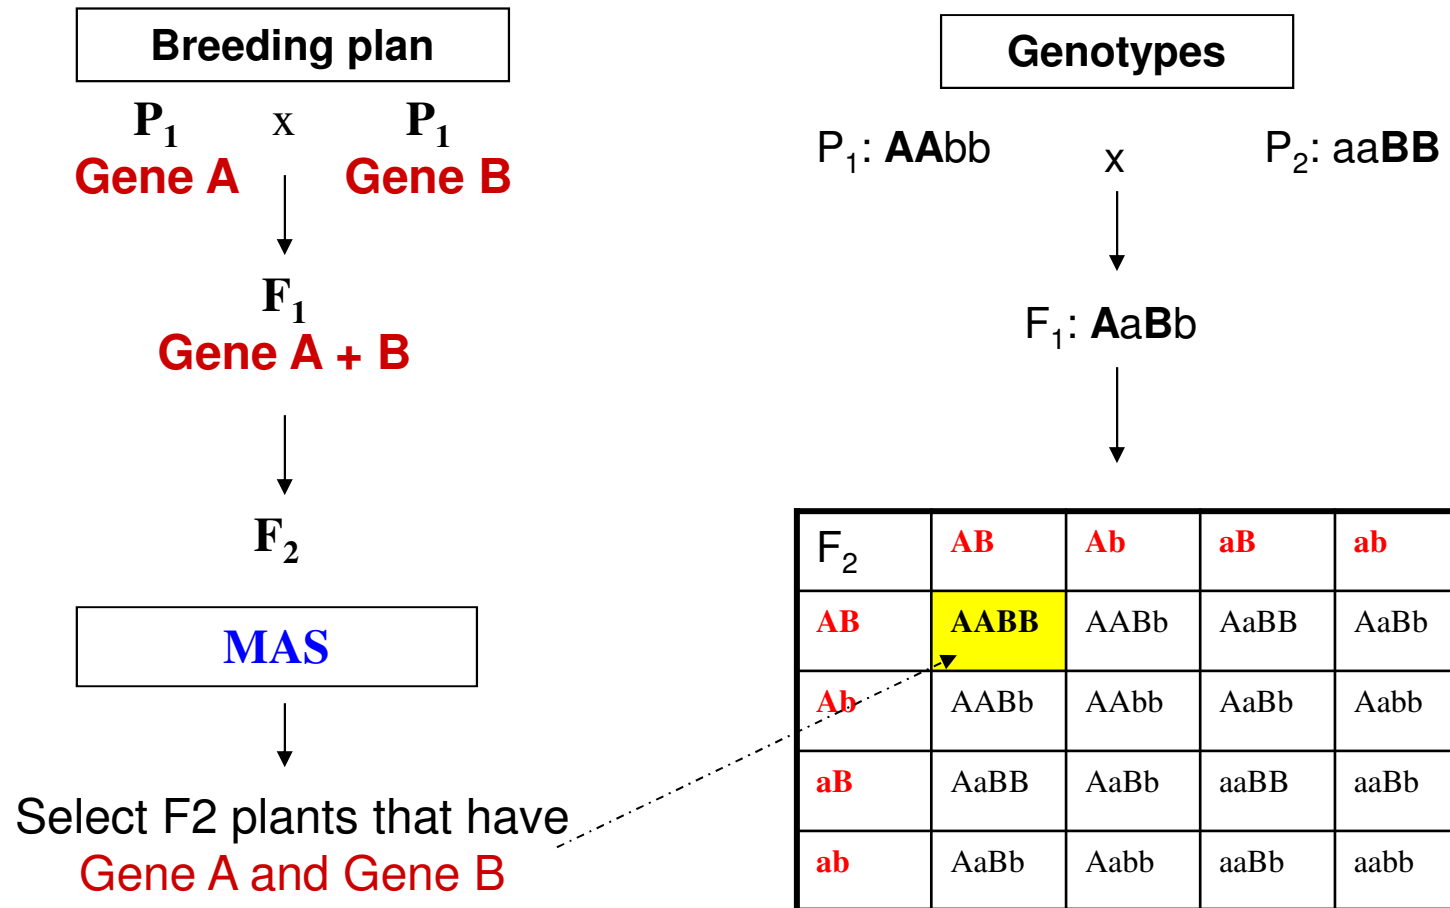 Breeding plan
P1 x P1
Gene A Gene B
F1
Gene A + B
F2
MAS
Select F2 plants that have
Gene A and Gene B
Genotypes
P1: AAbb x P2: aaBB
F1: AaBb
F2 AB Ab aB ab
AB AABB AABb AaBB AaBb
Ab AABb AAbb AaBb Aabb
aB AaBB AaBb aaBB aaBb
ab AaBb Aabb aaBb aabb